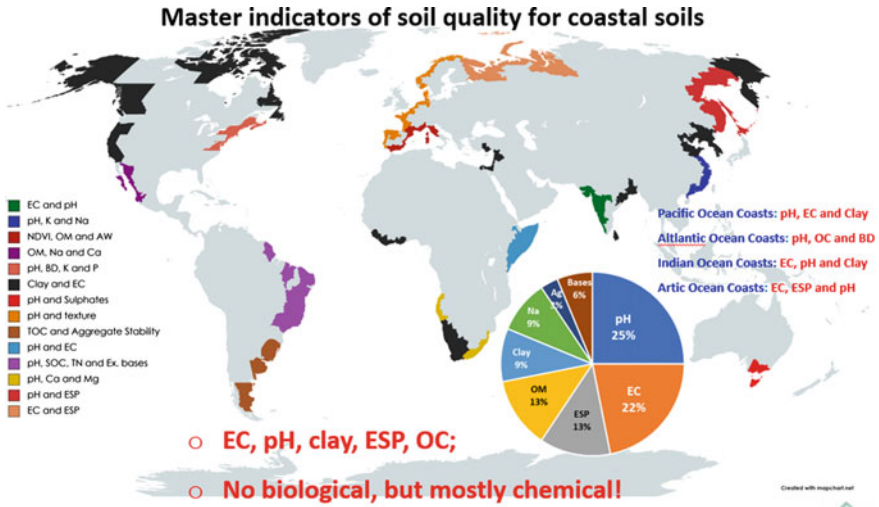 Master indicators of soil quality for coastal soils
EC and pH
pH, K and Na
NDVI, OM and AW
OM, Na and Ca
pH, BD, K and P
Clay and EC
pH and Sulphates
pH and texture
TOC and Aggregate Stability
pH and EC
pH, SOC, TN and Ex. bases
pH, Ca and Mg
pH and ESP
EC and ESP
Pacific Ocean Coasts: pH, EC and Clay
Altlantic Ocean Coasts: pH, OC and BD
Indian Ocean Coasts: EC, pH and Clay
Artic Ocean Coasts: EC, ESP and pH
pH
25%
EC
22%
ESP
13%
OM
13%
Clay
9%
Na
9%
Ag
Bases
6%
○ EC, pH, clay, ESP, OC;
○ No biological, but mostly chemical!
Created with mapchart.net